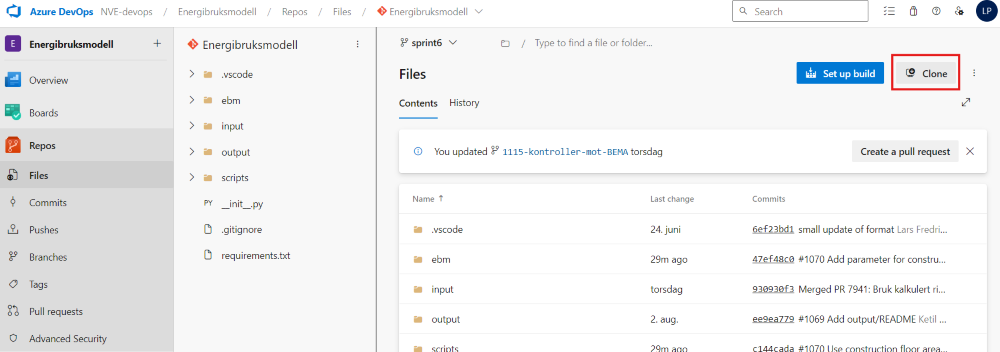 Azure DevOps NVE-devops / Energibruksmodell / Repos / Files / Energibruksmodell
Search
LP
E Energibruksmodell +
Overview
Boards
Repos
Files
Commits
Pushes
Branches
Tags
Pull requests
Advanced Security
Energibruksmodell
.vscode
ebm
input
output
scripts
PY __init__.py
.gitignore
requirements.txt
sprint6 / Type to find a file or folder...
Files
Set up build
Clone
Contents History
You updated 1115-kontroller-mot-BEMA torsdag
Create a pull request
Name ↑ Last change Commits
.vscode 24. juni 6ef23bd1 small update of format Lars Fredri...
ebm 29m ago 47ef48c0 #1070 Add parameter for constru...
input torsdag 930930f3 Merged PR 7941: Bruk kalkulert ri...
output 2. aug. ee9ea779 #1069 Add output/README Ketil ...
scripts 29m ago c144cada #1070 Use construction floor area...